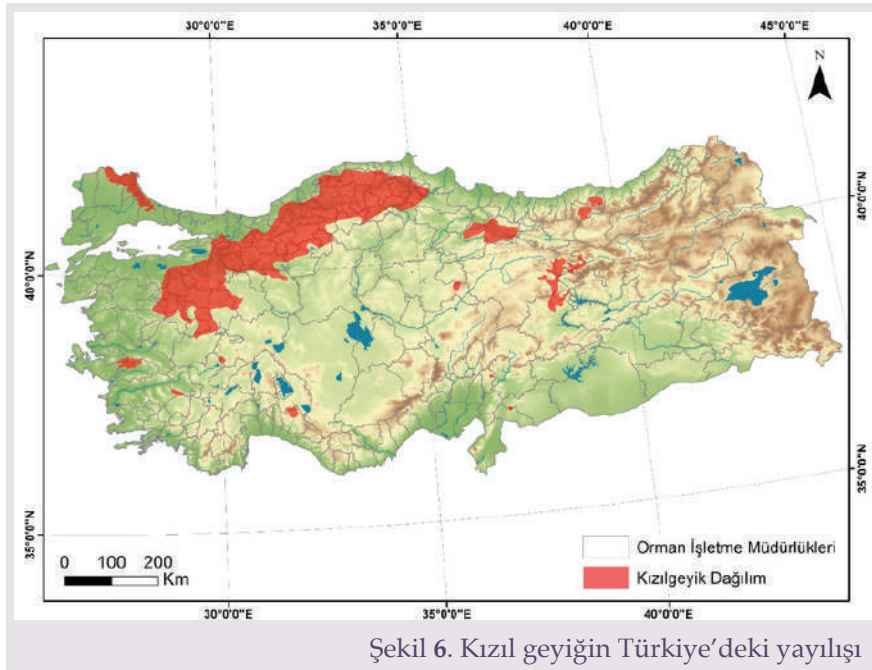 30°0'0"E 35°0'0"E 40°0'0"E 45°0'0"E
N
40°0'0"N
40°0'0"N
35°0'0"N
35°0'0"N
0 100 200
Km
Orman İşletme Müdürlükleri
Kızılgeyik Dağılım
30°0'0"E 35°0'0"E 40°0'0"E
Şekil 6. Kızıl geyiğin Türkiye'deki yayılışı